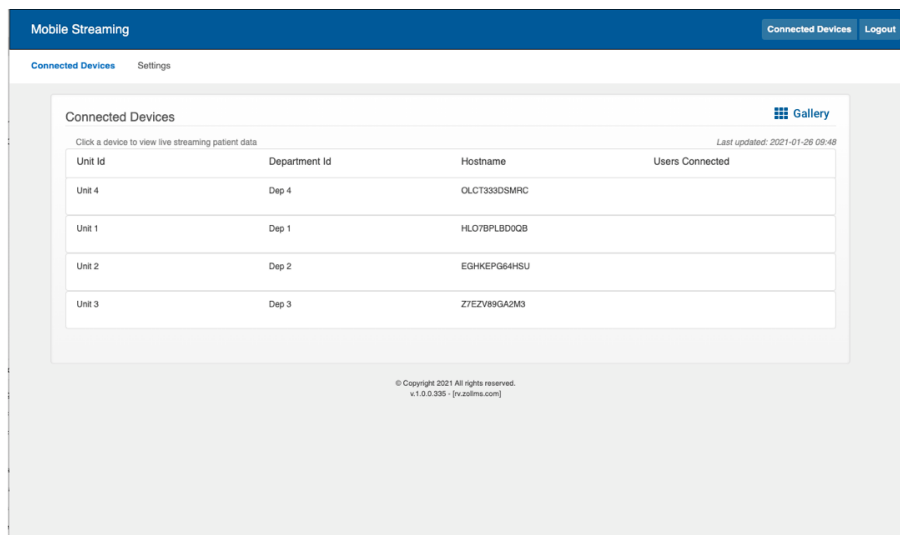 Mobile Streaming
Connected Devices Logout
Connected Devices Settings
Connected Devices
Gallery
Click a device to view live streaming patient data
Last updated: 2021-01-26 09:48
Unit Id Department Id Hostname Users Connected
Unit 4 Dep 4 OLCT333DSMRC
Unit 1 Dep 1 HLO7BPLBD0QB
Unit 2 Dep 2 EGHKEPG64HSU
Unit 3 Dep 3 Z7EZV89GA2M3
© Copyright 2021 All rights reserved.
v.1.0.0.335 - [rv.zollms.com]